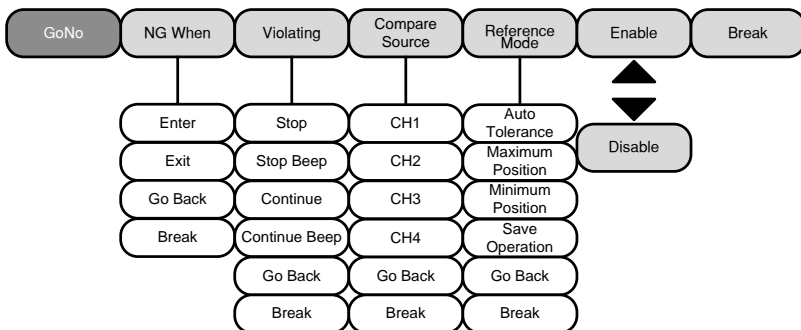 GoNo
NG When
Violating
Compare
Source
Reference
Mode
Enable
Break
Disable
Enter
Exit
Go Back
Break
Stop
Stop Beep
Continue
Continue Beep
Go Back
Break
CH1
CH2
CH3
CH4
Go Back
Break
Auto
Tolerance
Maximum
Position
Minimum
Position
Save
Operation
Go Back
Break